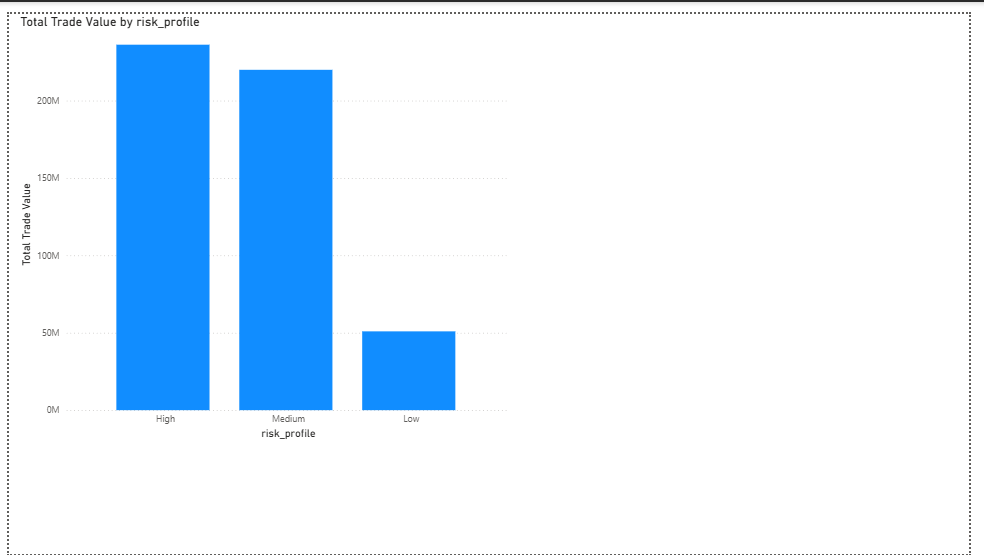 Total Trade Value by risk_profile
Total Trade Value
200M
150M
100M
50M
0M
High Medium Low
risk_profile